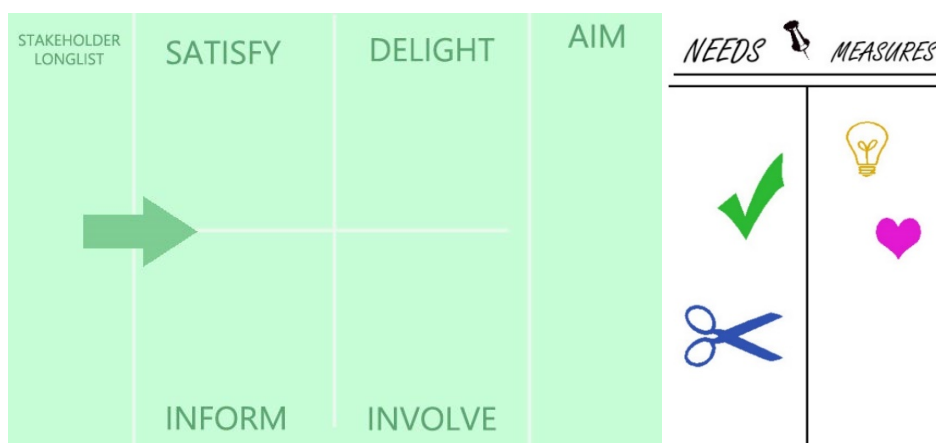 STAKEHOLDER
LONGLIST
SATISFY
DELIGHT
AIM
INFORM
INVOLVE
NEEDS
MEASURES